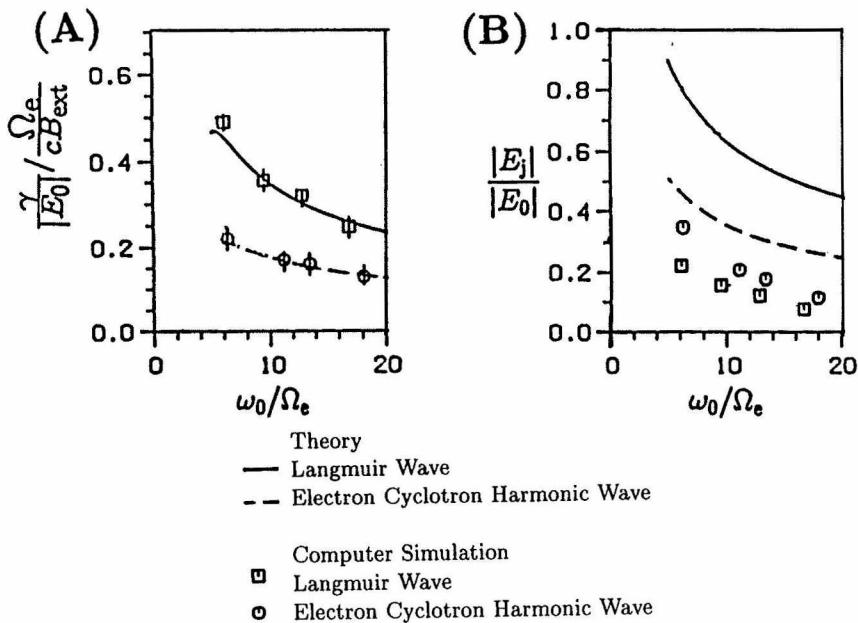 (A)
γ/|E₀| / Ωₑ/cB_ext
0.6
0.4
0.2
0.0
0
10
20
ω₀/Ωₑ
(B)
|Eⱼ|/|E₀|
1.0
0.8
0.6
0.4
0.2
0.0
0
10
20
ω₀/Ωₑ
Theory
Langmuir Wave
Electron Cyclotron Harmonic Wave
Computer Simulation
Langmuir Wave
Electron Cyclotron Harmonic Wave